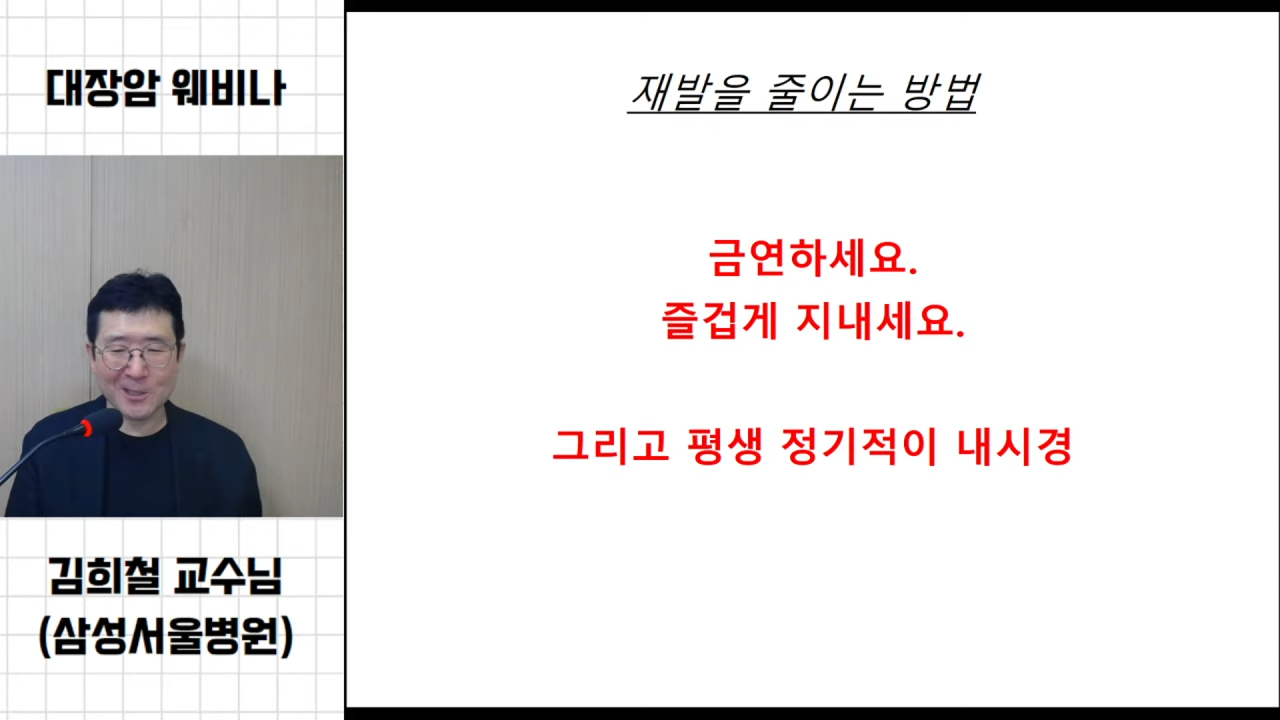 대장암 웨비나
김희철 교수님
(삼성서울병원)
재발을 줄이는 방법
금연하세요.
즐겁게 지내세요.
그리고 평생 정기적이 내시경